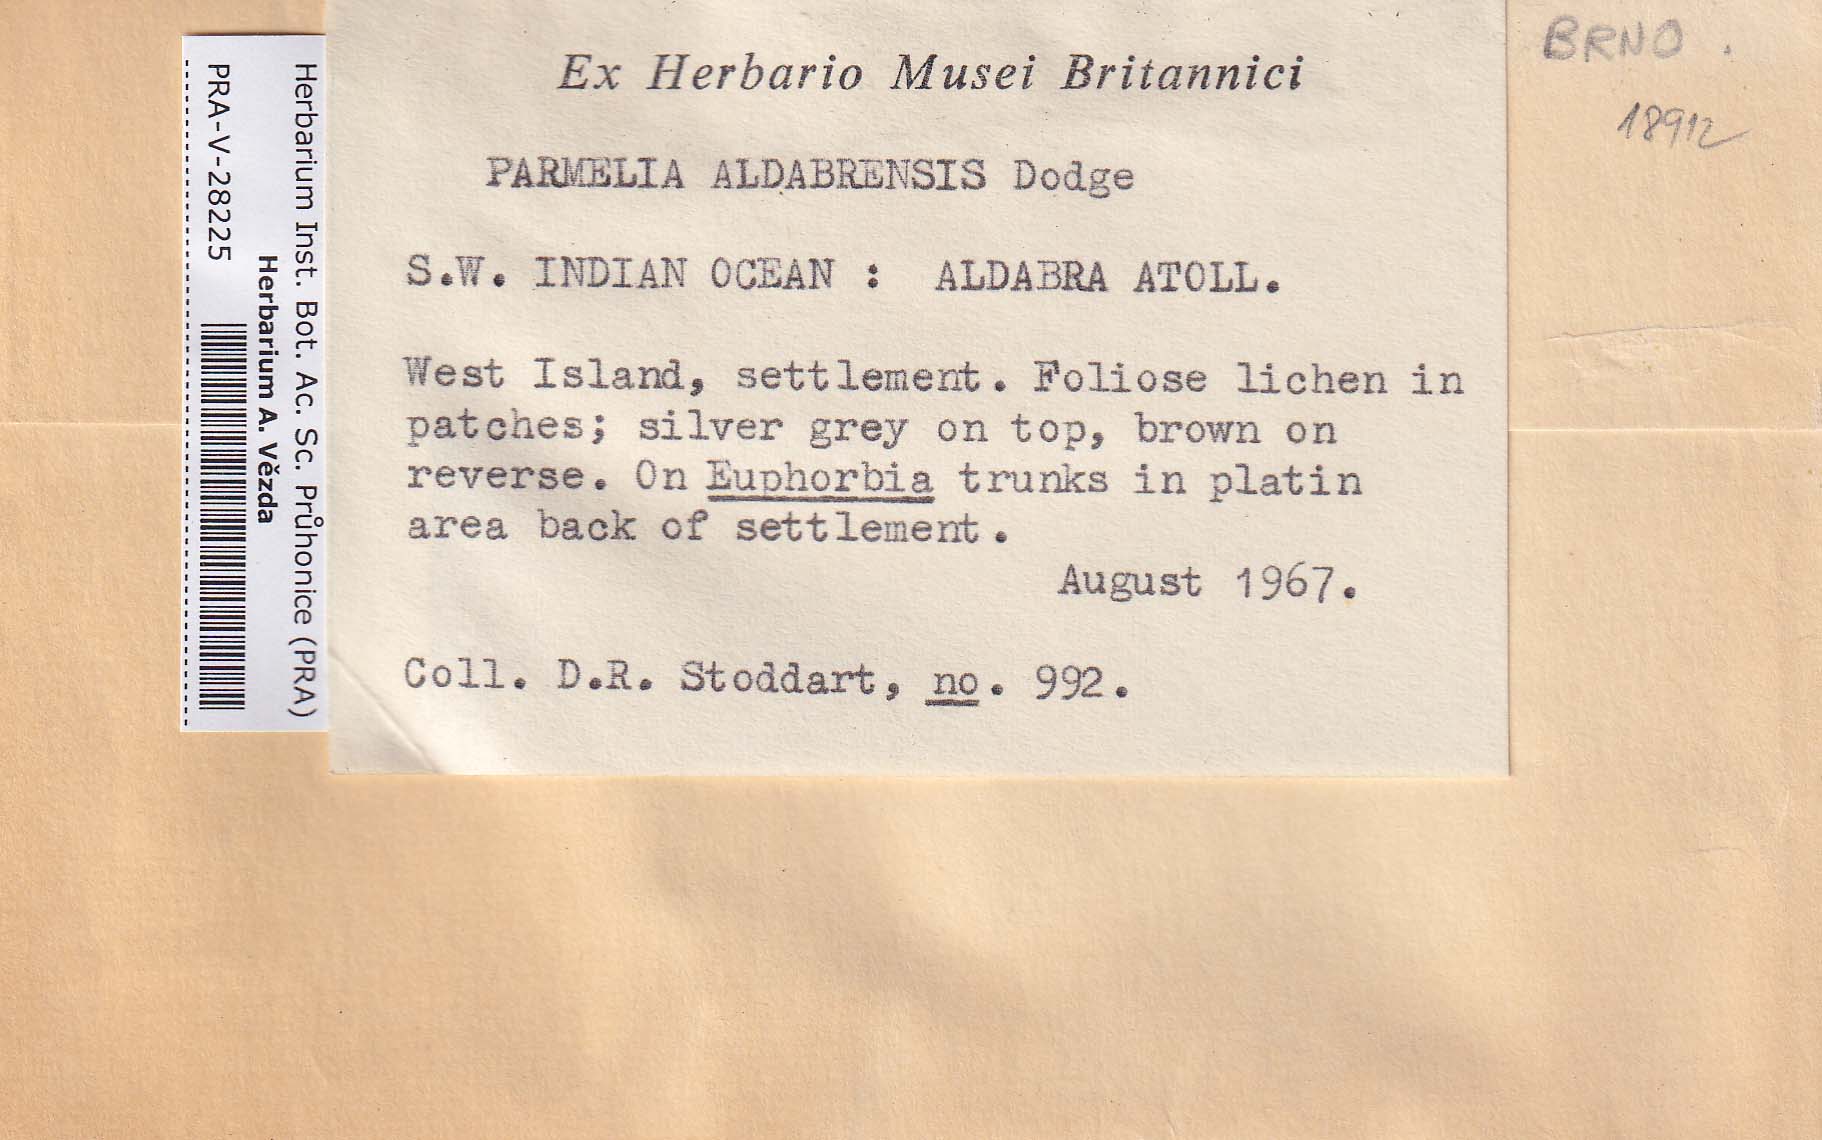 Ex Herbario Musei Britannici
PARMELIA ALDABRENSIS Dodge
S.W. INDIAN OCEAN : ALDABRA ATOLL.
West Island, settlement. Foliose lichen in
patches; silver grey on top, brown on
reverse. On Euphorbia trunks in platin
area back of settlement.
August 1967.
Coll. D.R. Stoddart, no. 992.
BRNO .
18912
Herbarium Inst. Bot. Ac. Sc. Průhonice (PRA)
Herbarium A. Vězda
PRA-V-28225